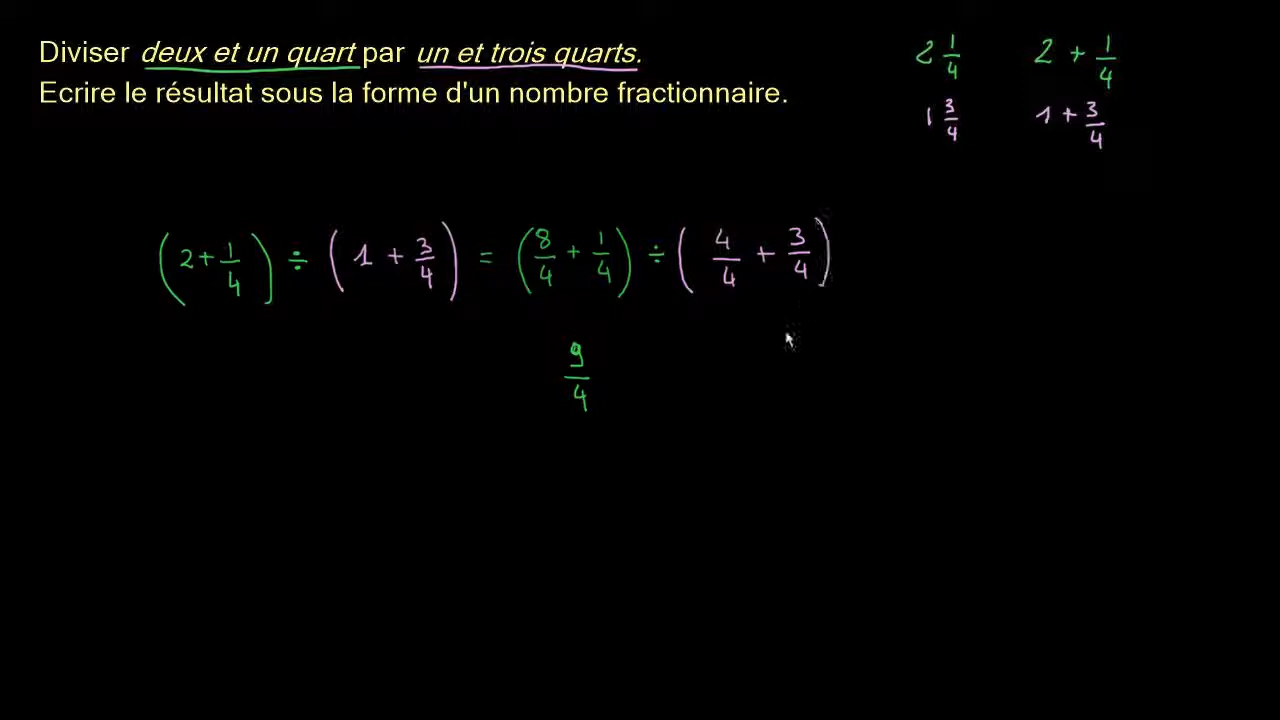 Diviser deux et un quart par un et trois quarts.
Ecrire le résultat sous la forme d'un nombre fractionnaire.
2 1/4 2 + 1/4
1 3/4 1 + 3/4
(2 + 1/4) ÷ (1 + 3/4) = (8/4 + 1/4) ÷ (4/4 + 3/4)
9/4